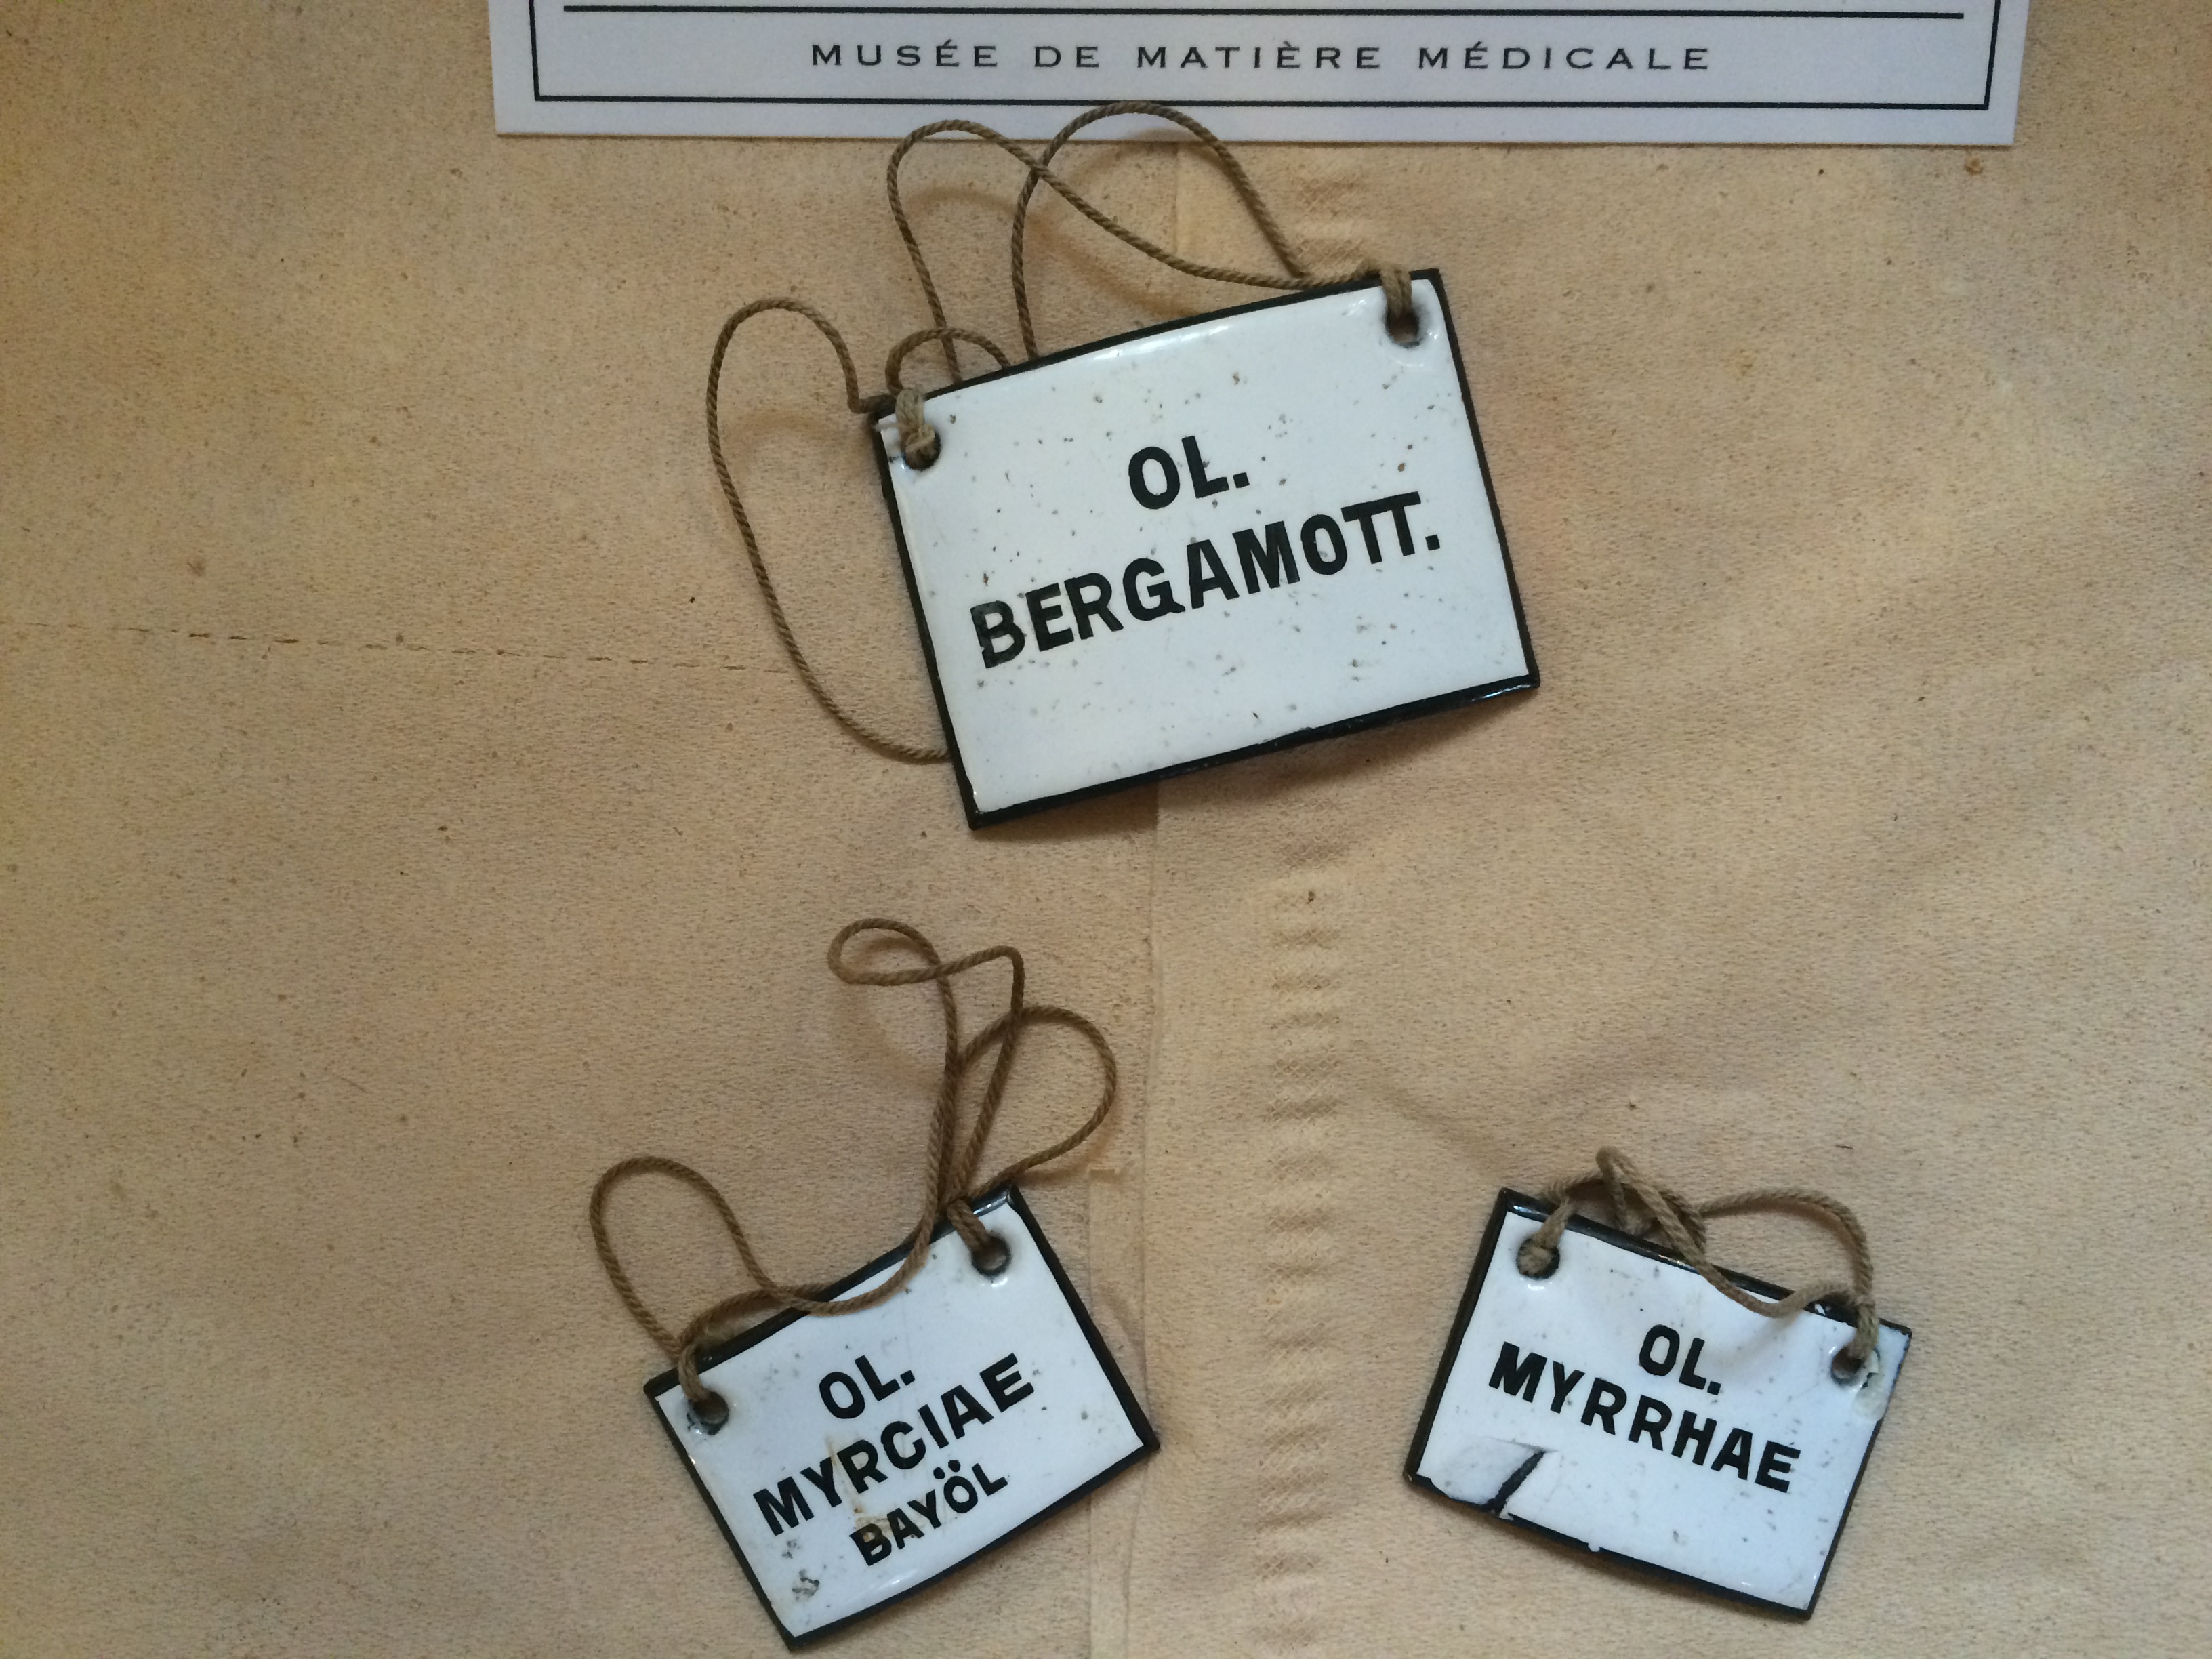 MUSÉE DE MATIÈRE MÉDICALE
OL.
BERGAMOTT.
OL.
MYRCIAE
BAYÖL
OL.
MYRRHAE